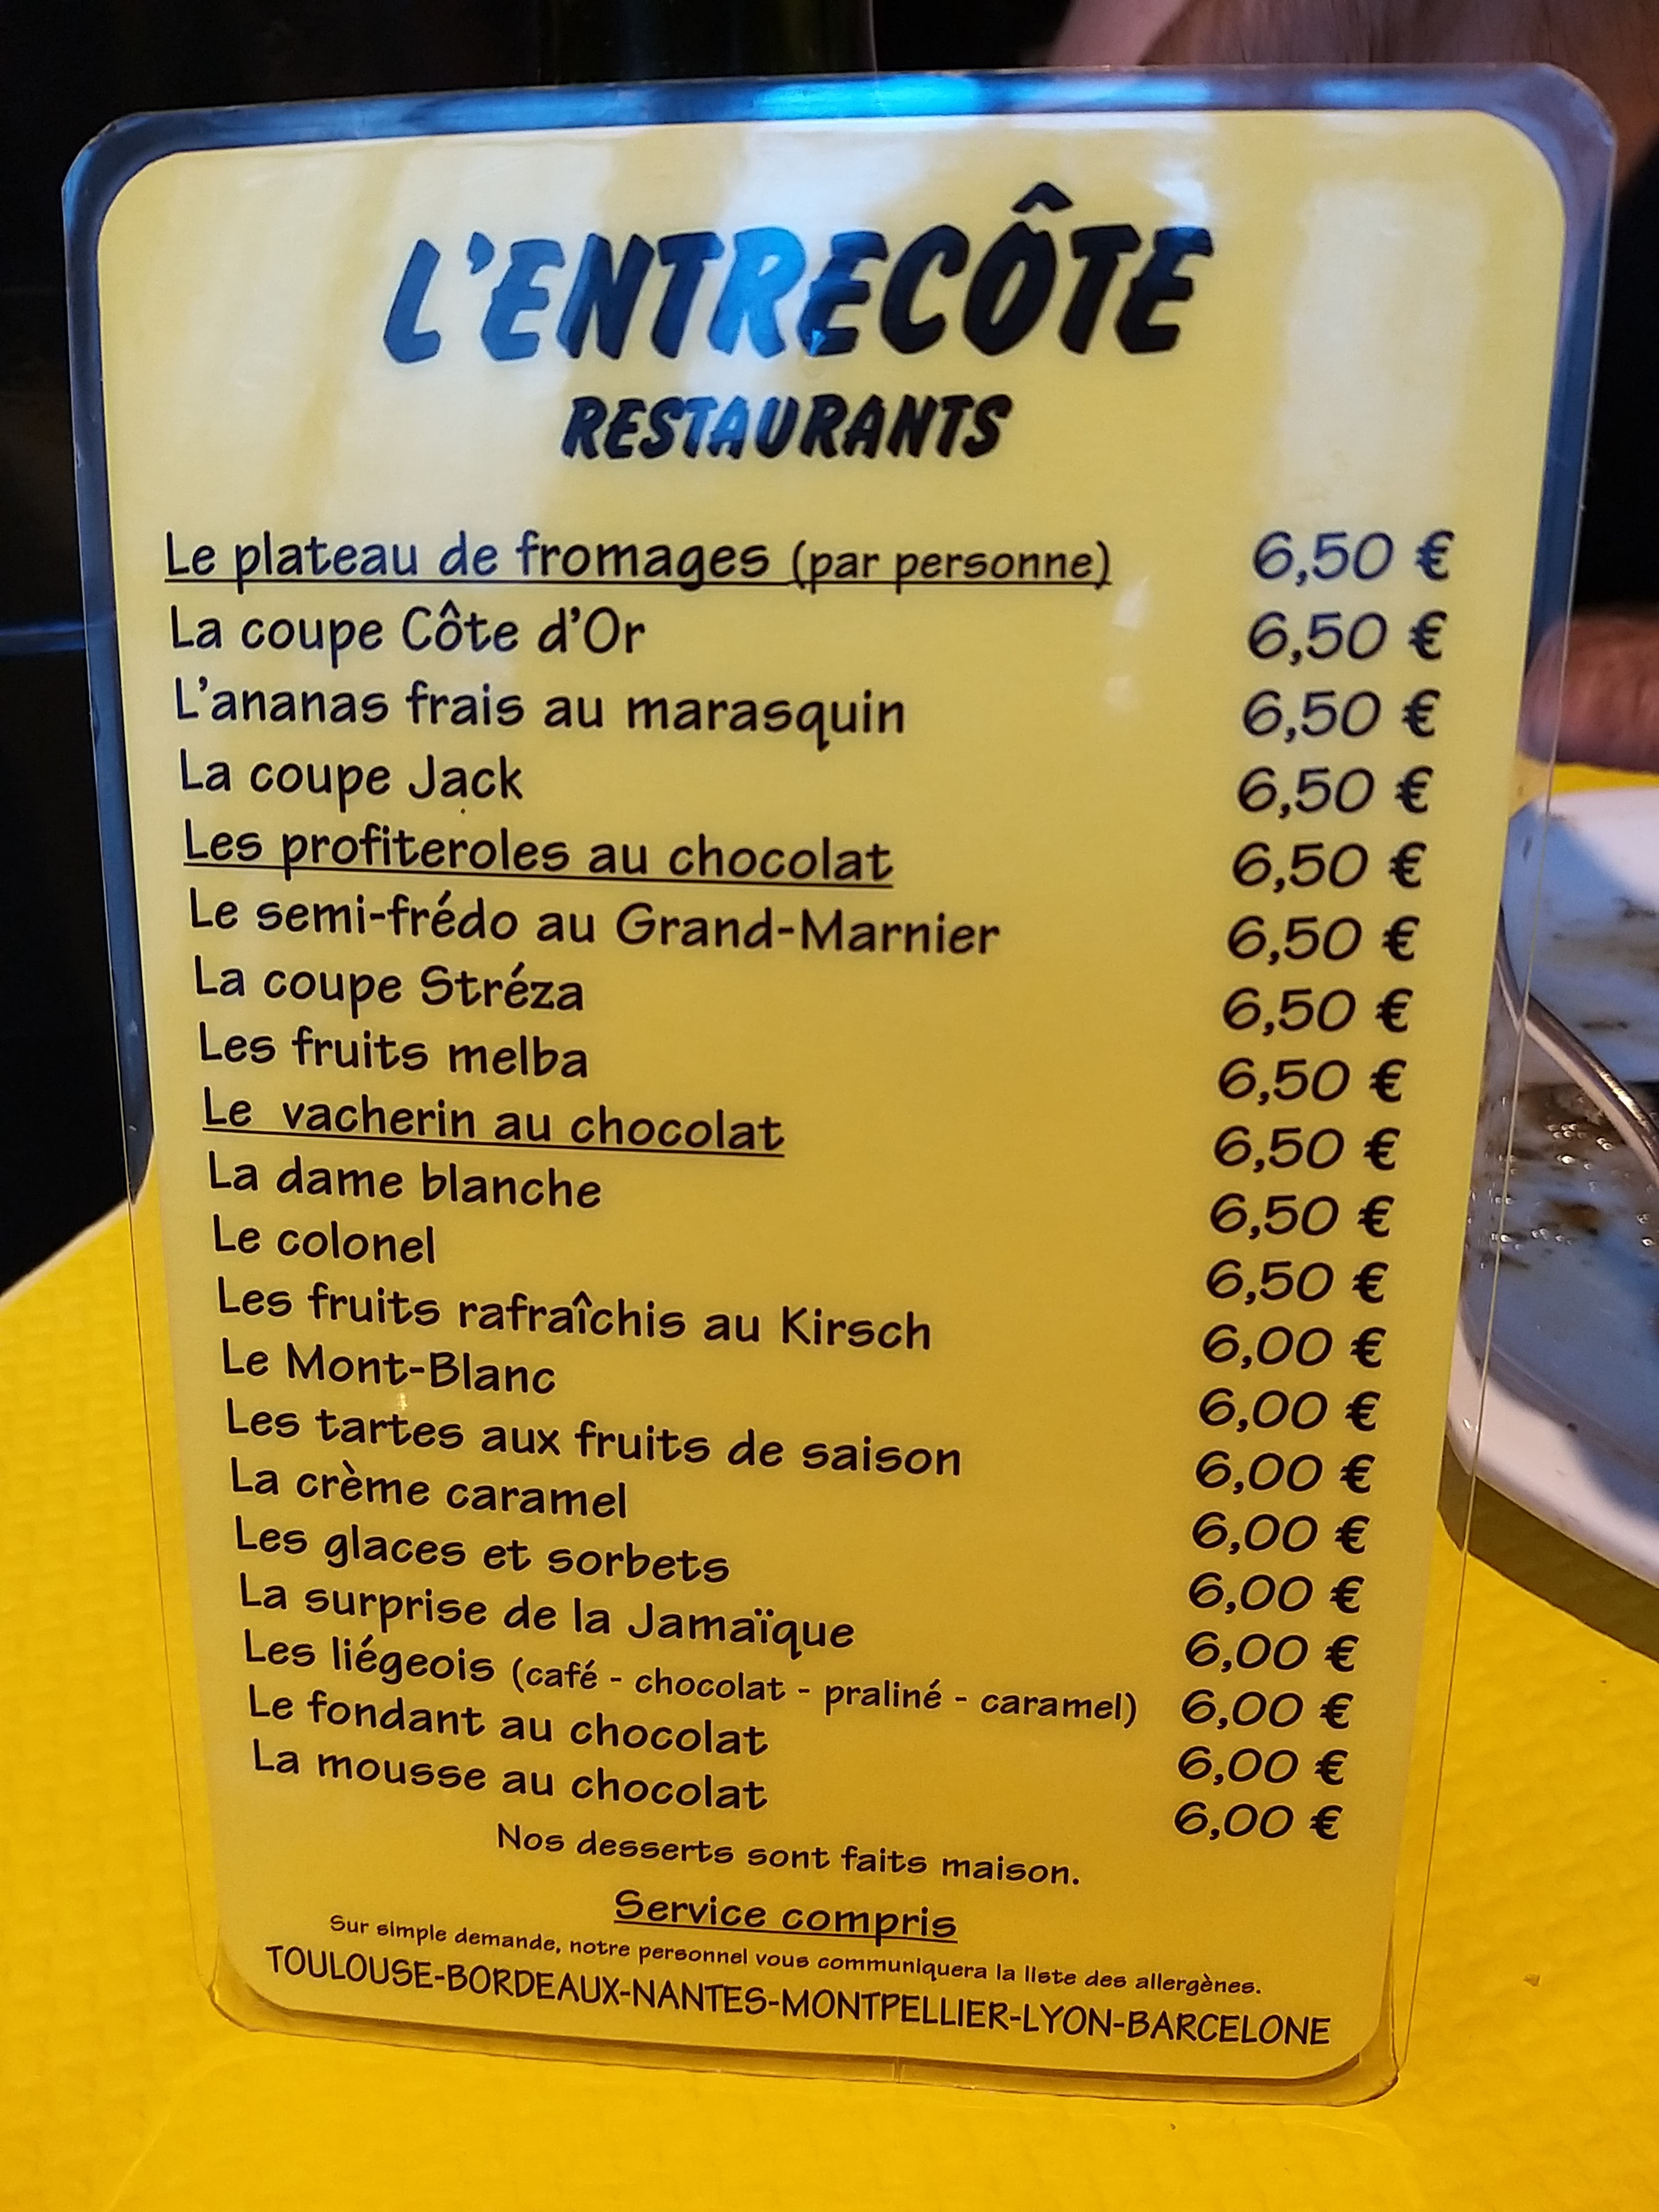 L'ENTRECÔTE
RESTAURANTS
Le plateau de fromages (par personne) 6,50 €
La coupe Côte d'Or 6,50 €
L'ananas frais au marasquin 6,50 €
La coupe Jack 6,50 €
Les profiteroles au chocolat 6,50 €
Le semi-frédo au Grand-Marnier 6,50 €
La coupe Stréza 6,50 €
Les fruits melba 6,50 €
Le vacherin au chocolat 6,50 €
La dame blanche 6,50 €
Le colonel 6,50 €
Les fruits rafraîchis au Kirsch 6,00 €
Le Mont-Blanc 6,00 €
Les tartes aux fruits de saison 6,00 €
La crème caramel 6,00 €
Les glaces et sorbets 6,00 €
La surprise de la Jamaïque 6,00 €
Les liégeois (café - chocolat - praliné - caramel) 6,00 €
Le fondant au chocolat 6,00 €
La mousse au chocolat 6,00 €
Nos desserts sont faits maison.
Service compris
Sur simple demande, notre personnel vous communiquera la liste des allergènes.
TOULOUSE-BORDEAUX-NANTES-MONTPELLIER-LYON-BARCELONE